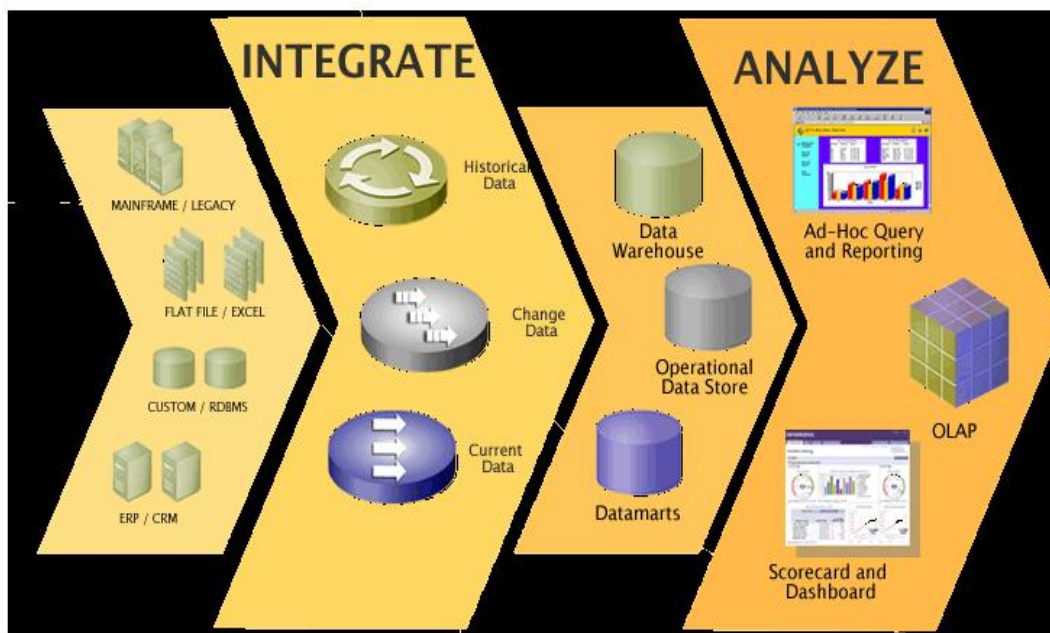 INTEGRATE
ANALYZE
MAINFRAME / LEGACY
FLAT FILE / EXCEL
CUSTOM / RDBMS
ERP / CRM
Historical
Data
Change
Data
Current
Data
Data
Warehouse
Operational
Data Store
Datamarts
Ad-Hoc Query
and Reporting
OLAP
Scorecard and
Dashboard